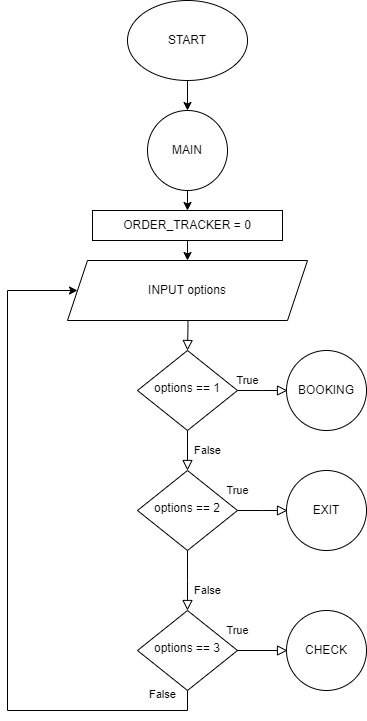 START
MAIN
ORDER_TRACKER = 0
INPUT options
options == 1
True
BOOKING
False
options == 2
True
EXIT
False
options == 3
True
CHECK
False